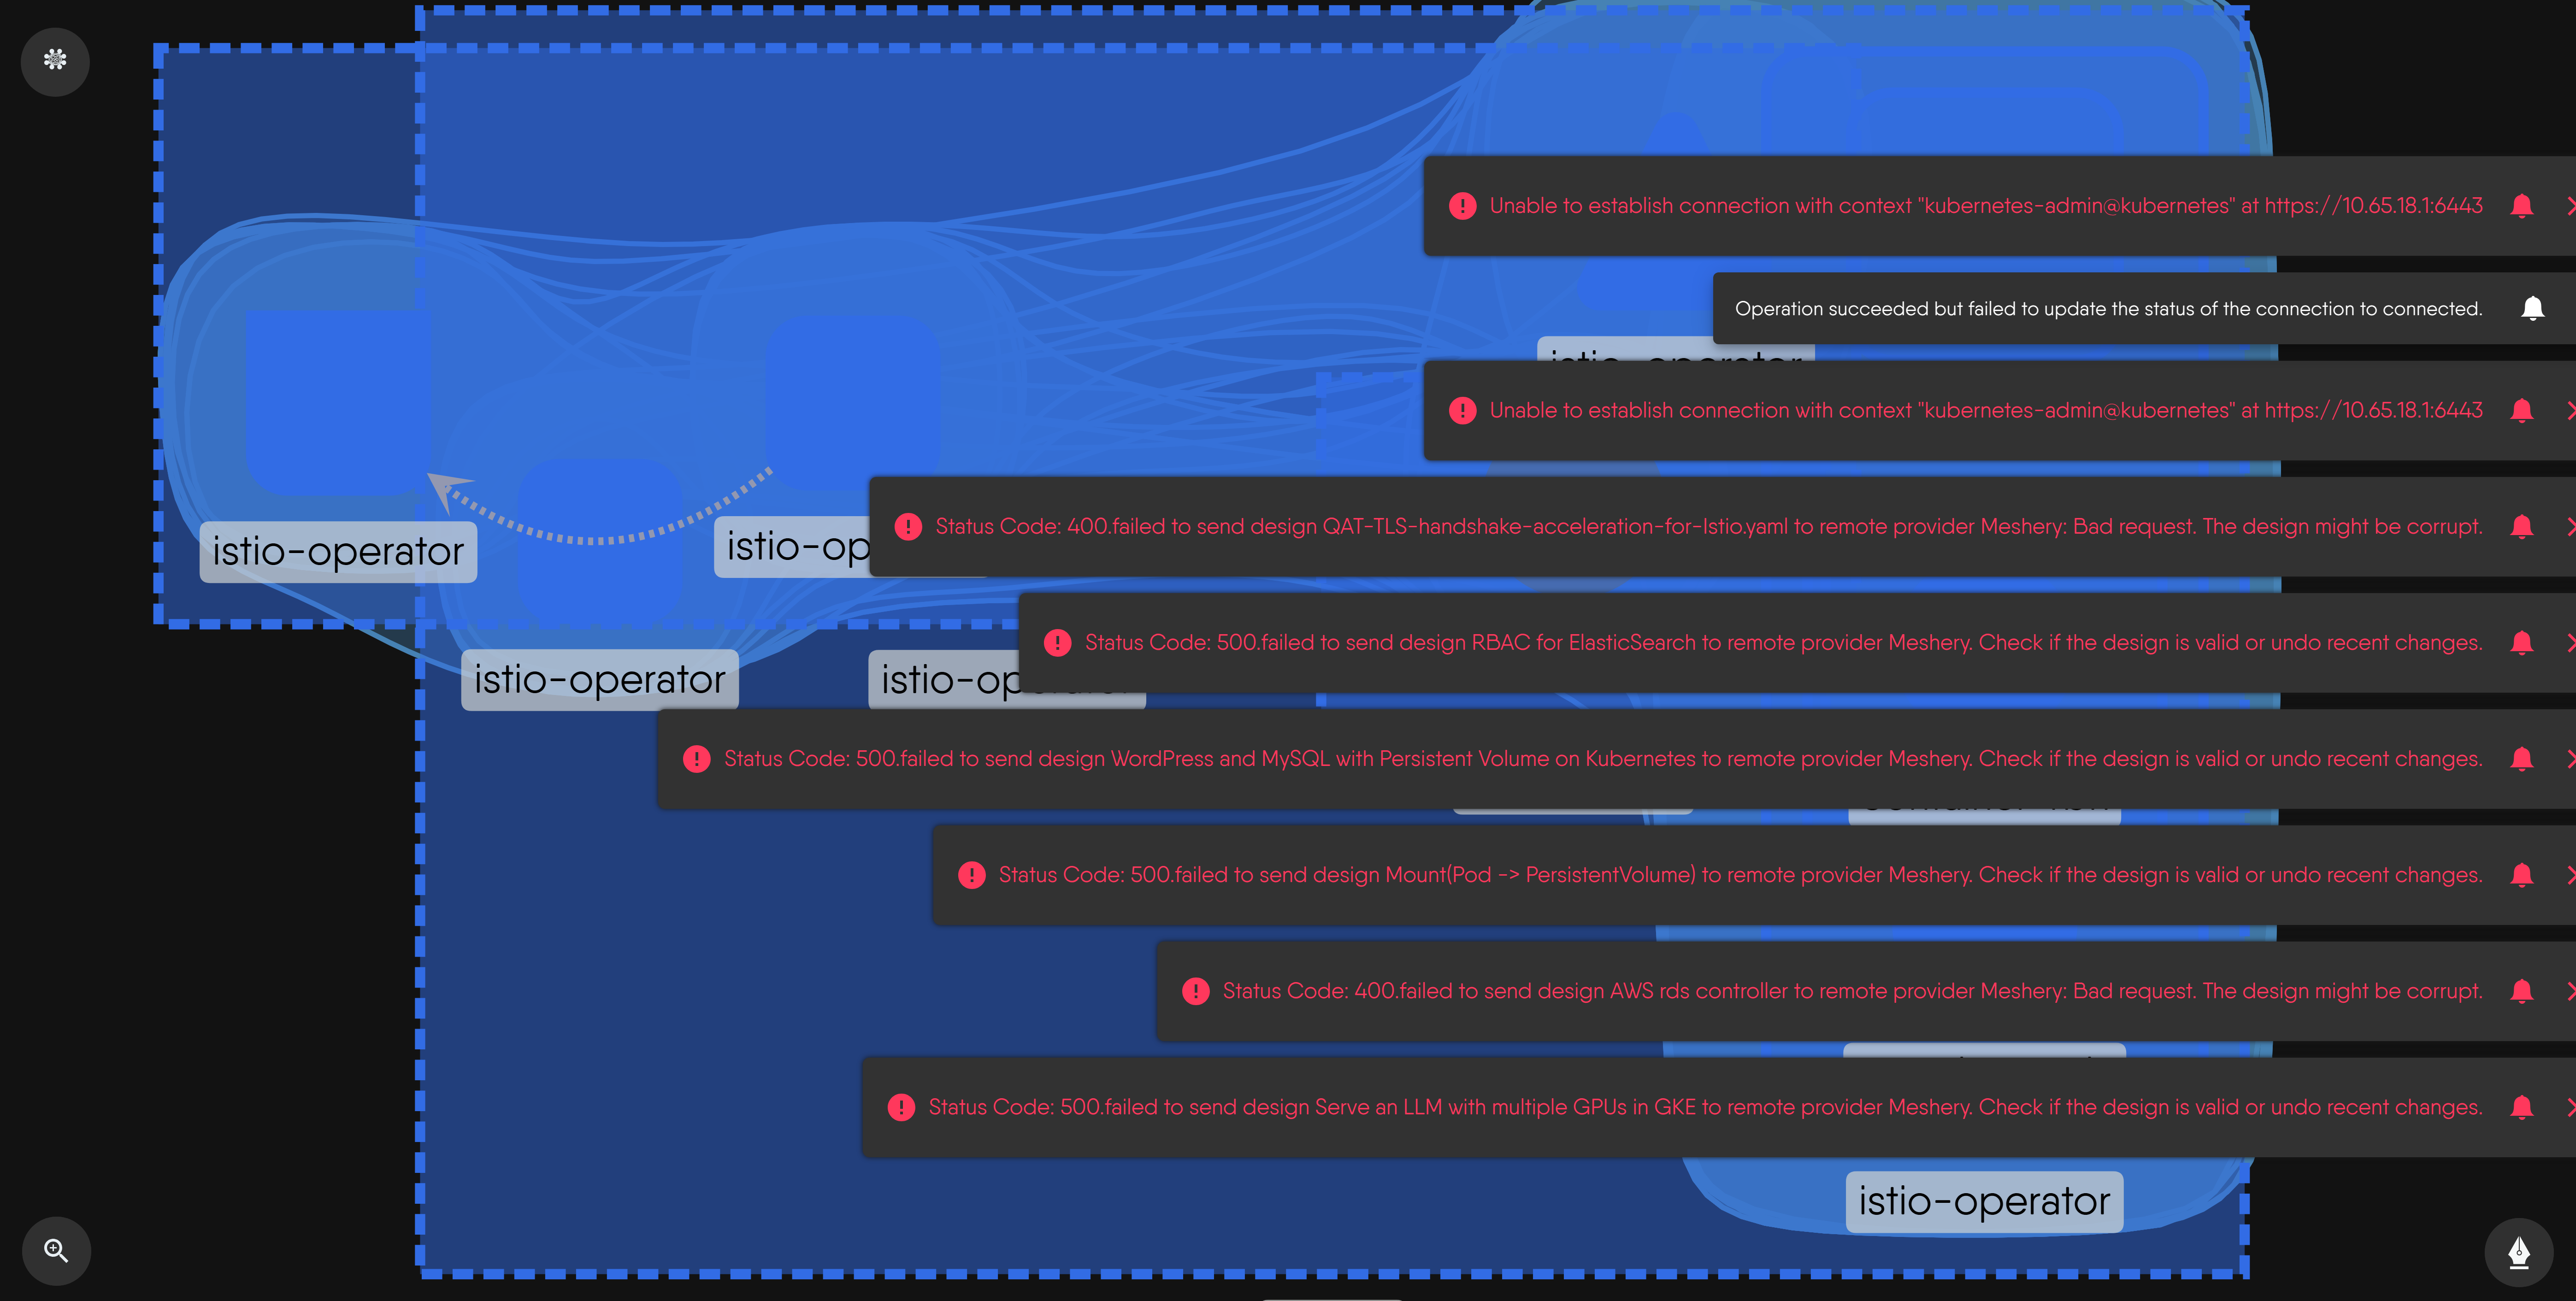 Unable to establish connection with context "kubernetes-admin@kubernetes" at https://10.65.18.1:6443
Operation succeeded but failed to update the status of the connection to connected.
istio-operator
Unable to establish connection with context "kubernetes-admin@kubernetes" at https://10.65.18.1:6443
Status Code: 400.failed to send design QAT-TLS-handshake-acceleration-for-Istio.yaml to remote provider Meshery: Bad request. The design might be corrupt.
istio-operator
istio-op
Status Code: 500.failed to send design RBAC for ElasticSearch to remote provider Meshery. Check if the design is valid or undo recent changes.
istio-operator
istio-operator
Status Code: 500.failed to send design WordPress and MySQL with Persistent Volume on Kubernetes to remote provider Meshery. Check if the design is valid or undo recent changes.
Status Code: 500.failed to send design Mount(Pod -> PersistentVolume) to remote provider Meshery. Check if the design is valid or undo recent changes.
Status Code: 400.failed to send design AWS rds controller to remote provider Meshery: Bad request. The design might be corrupt.
Status Code: 500.failed to send design Serve an LLM with multiple GPUs in GKE to remote provider Meshery. Check if the design is valid or undo recent changes.
istio-operator